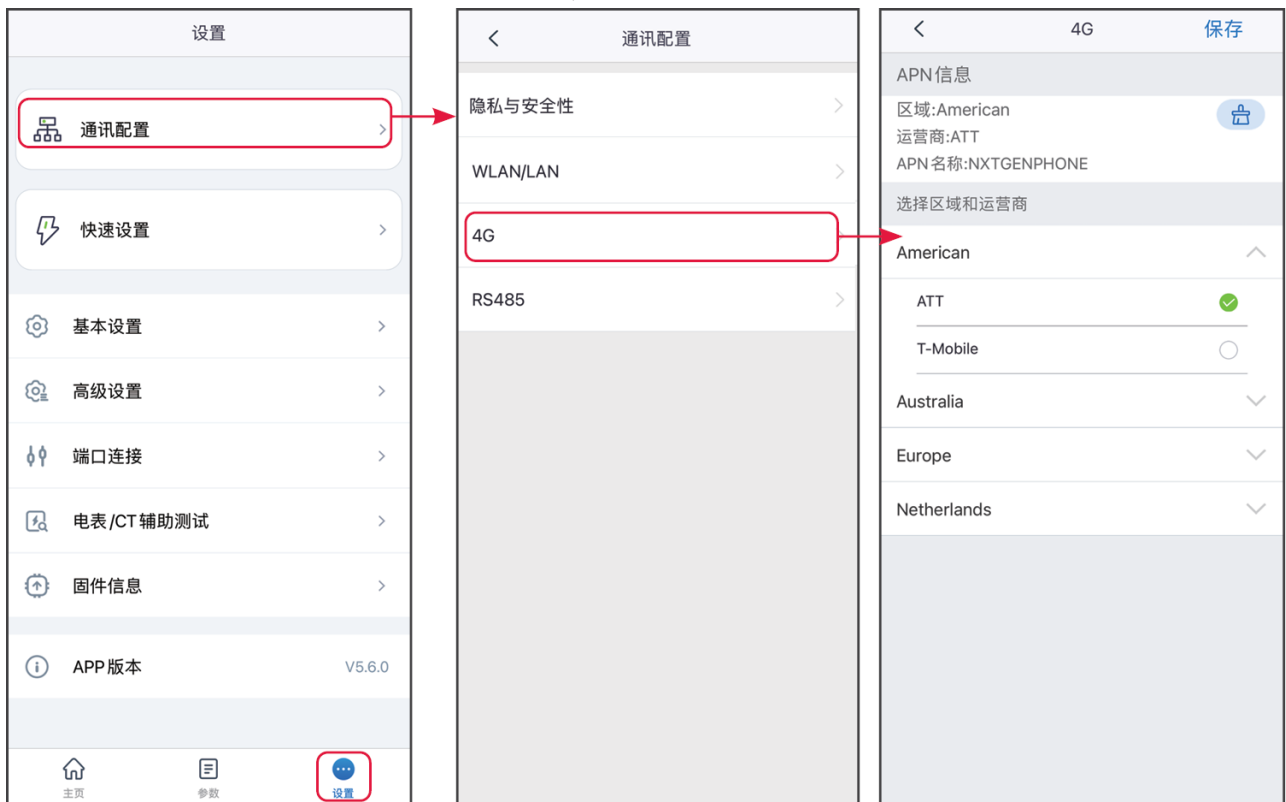 设置
通讯配置
快速设置
基本设置
高级设置
端口连接
电表/CT辅助测试
固件信息
APP版本 V5.6.0
主页 参数 设置
通讯配置
隐私与安全性
WLAN/LAN
4G
RS485
4G 保存
APN信息
区域:American
运营商:ATT
APN名称:NXTGENPHONE
选择区域和运营商
American
ATT
T-Mobile
Australia
Europe
Netherlands